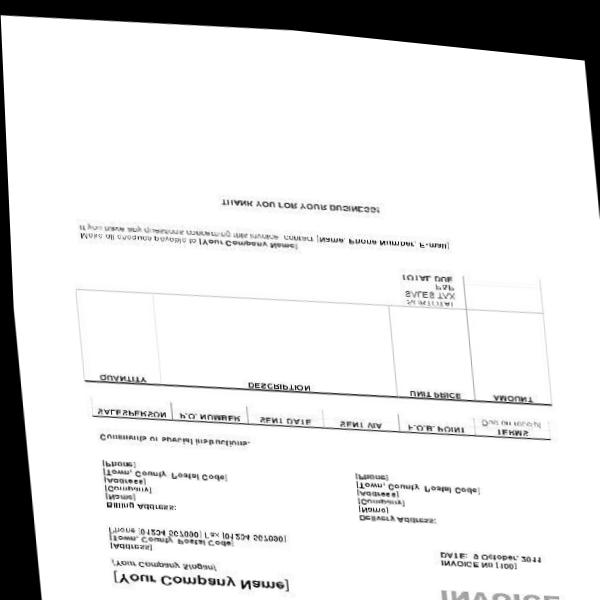 INVOICE
[Your Company Name]
[Your Company Slogan]
INVOICE No [100]
DATE: 9 October, 2011
[Address]
[Town, County Postal Code]
Phone [01234 567090] Fax [01234 567090]
Billing Address:
[Name]
[Company]
[Address]
[Town, County Postal Code]
[Phone]
Delivery Address:
[Name]
[Company]
[Address]
[Town, County Postal Code]
[Phone]
Comments or special instructions:
SALESPERSON P.O. NUMBER SENT DATE SENT VIA F.O.B. POINT TERMS
Due on receipt
QUANTITY DESCRIPTION UNIT PRICE AMOUNT
SUBTOTAL
SALES TAX
P&P
TOTAL DUE
Make all cheques payable to [Your Company Name]
If you have any questions concerning this invoice, contact [Name, Phone Number, E-mail]
THANK YOU FOR YOUR BUSINESS!